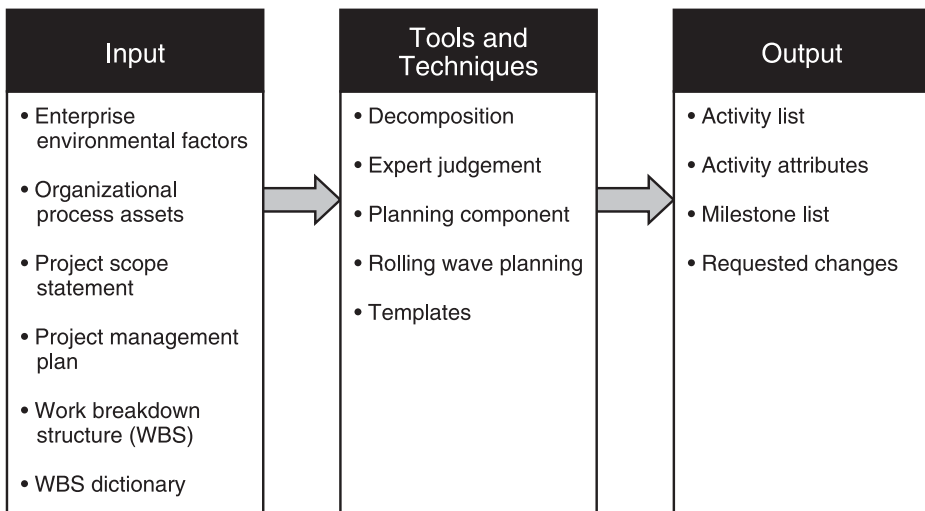 Input
• Enterprise
environmental factors
• Organizational
process assets
• Project scope
statement
• Project management
plan
• Work breakdown
structure (WBS)
• WBS dictionary
Tools and
Techniques
• Decomposition
• Expert judgement
• Planning component
• Rolling wave planning
• Templates
Output
• Activity list
• Activity attributes
• Milestone list
• Requested changes